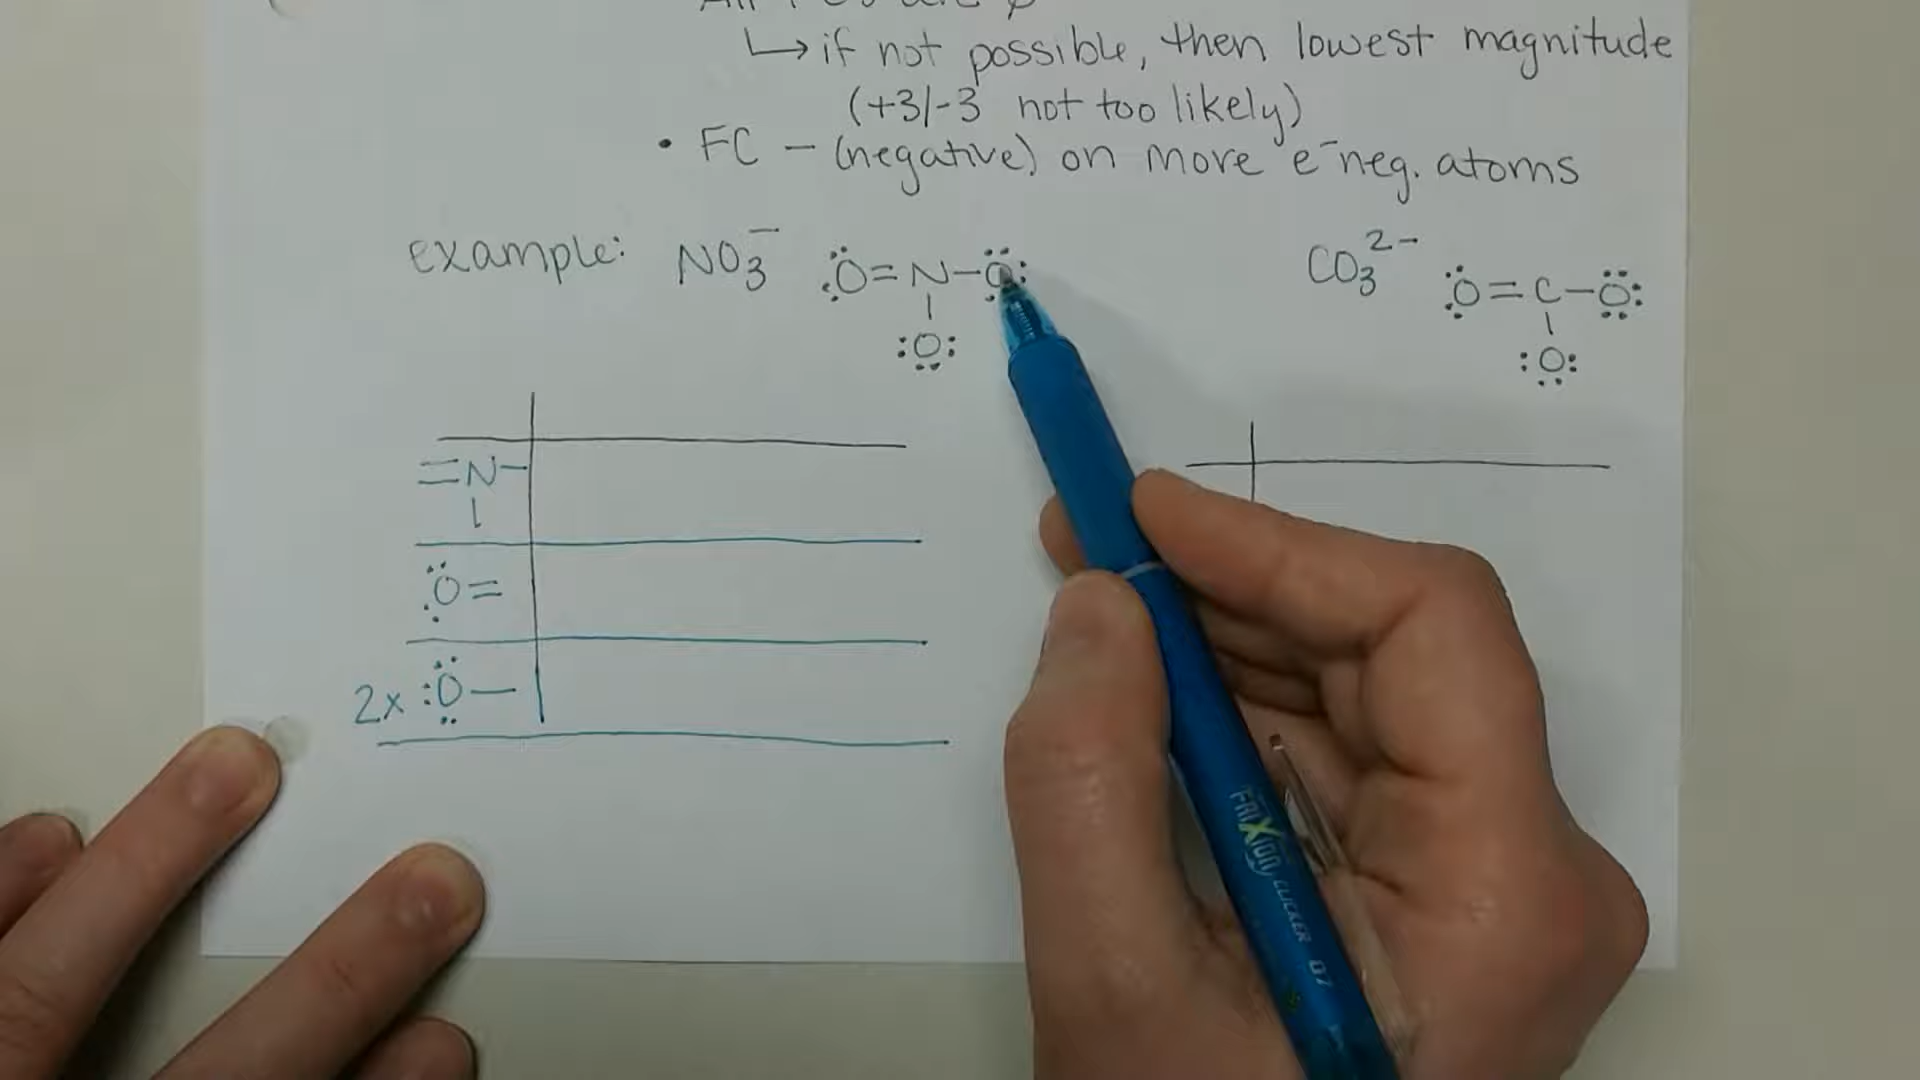 ↳ if not possible, then lowest magnitude
(+3/-3 not too likely)
• FC – (negative) on more e⁻neg. atoms
example: NO₃⁻ O=N-O CO₃²⁻ O=C-O
O O
=N-
O=
2x O—
FRIXION CLICKER 07